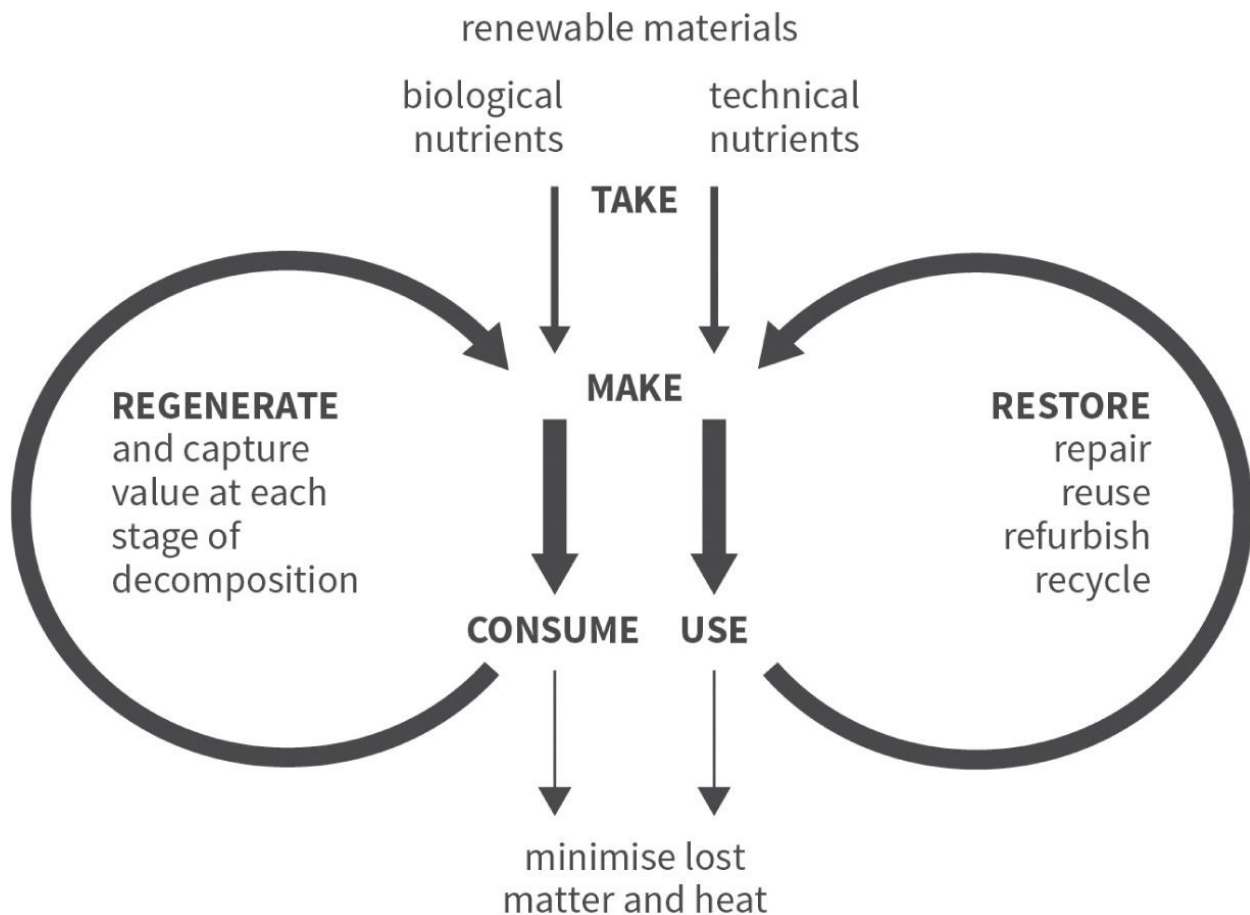 renewable materials
biological
nutrients
technical
nutrients
TAKE
MAKE
REGENERATE
and capture
value at each
stage of
decomposition
RESTORE
repair
reuse
refurbish
recycle
CONSUME
USE
minimise lost
matter and heat